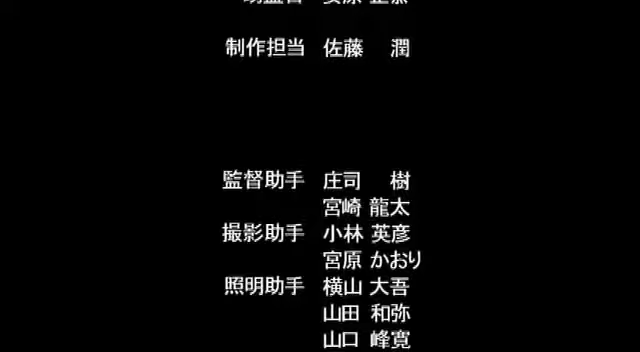 制作担当 佐藤 潤
監督助手 庄司 樹
宮崎 龍太
撮影助手 小林 英彦
宮原 かおり
照明助手 横山 大吾
山田 和弥
山口 峰寛